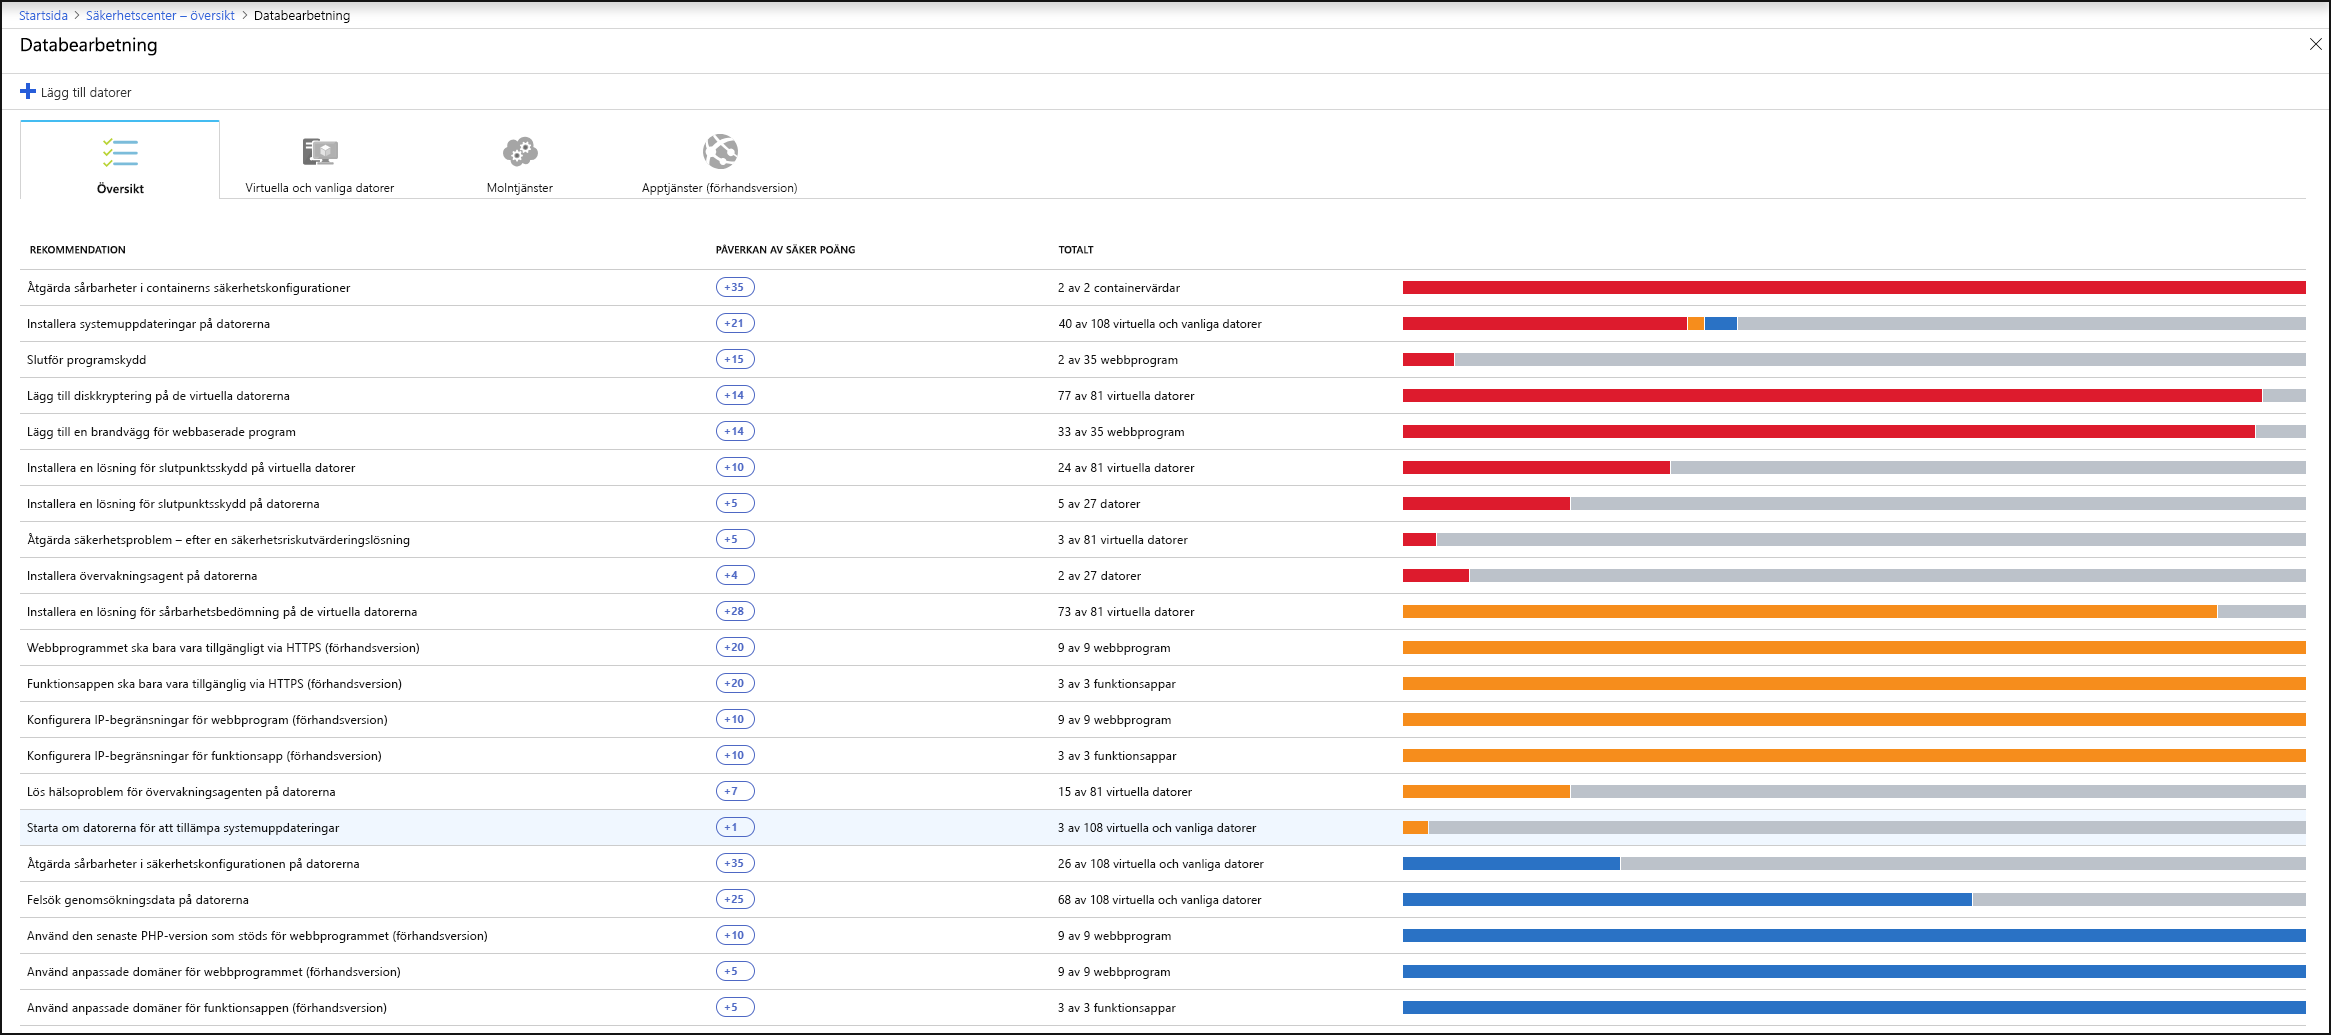 Startsida > Säkerhetscenter – översikt > Databearbetning
Databearbetning
Lägg till datorer
Översikt
Virtuella och vanliga datorer
Molntjänster
Apptjänster (förhandsversion)
REKOMMENDATION PÅVERKAN AV SÄKER POÄNG TOTALT
Åtgärda sårbarheter i containerns säkerhetskonfigurationer +35 2 av 2 containervärdar
Installera systemuppdateringar på datorerna +21 40 av 108 virtuella och vanliga datorer
Slutför programskydd +15 2 av 35 webbprogram
Lägg till diskkryptering på de virtuella datorerna +14 77 av 81 virtuella datorer
Lägg till en brandvägg för webbaserade program +14 33 av 35 webbprogram
Installera en lösning för slutpunktsskydd på virtuella datorer +10 24 av 81 virtuella datorer
Installera en lösning för slutpunktsskydd på datorerna +5 5 av 27 datorer
Åtgärda säkerhetsproblem – efter en säkerhetsriskutvärderingslösning +5 3 av 81 virtuella datorer
Installera övervakningsagent på datorerna +4 2 av 27 datorer
Installera en lösning för sårbarhetsbedömning på de virtuella datorerna +28 73 av 81 virtuella datorer
Webbprogrammet ska bara vara tillgängligt via HTTPS (förhandsversion) +20 9 av 9 webbprogram
Funktionsappen ska bara vara tillgänglig via HTTPS (förhandsversion) +20 3 av 3 funktionsappar
Konfigurera IP-begränsningar för webbprogram (förhandsversion) +10 9 av 9 webbprogram
Konfigurera IP-begränsningar för funktionsapp (förhandsversion) +10 3 av 3 funktionsappar
Lös hälsoproblem för övervakningsagenten på datorerna +7 15 av 81 virtuella datorer
Starta om datorerna för att tillämpa systemuppdateringar +1 3 av 108 virtuella och vanliga datorer
Åtgärda sårbarheter i säkerhetskonfigurationen på datorerna +35 26 av 108 virtuella och vanliga datorer
Felsök genomsökningsdata på datorerna +25 68 av 108 virtuella och vanliga datorer
Använd den senaste PHP-version som stöds för webbprogrammet (förhandsversion) +10 9 av 9 webbprogram
Använd anpassade domäner för webbprogrammet (förhandsversion) +5 9 av 9 webbprogram
Använd anpassade domäner för funktionsappen (förhandsversion) +5 3 av 3 funktionsappar